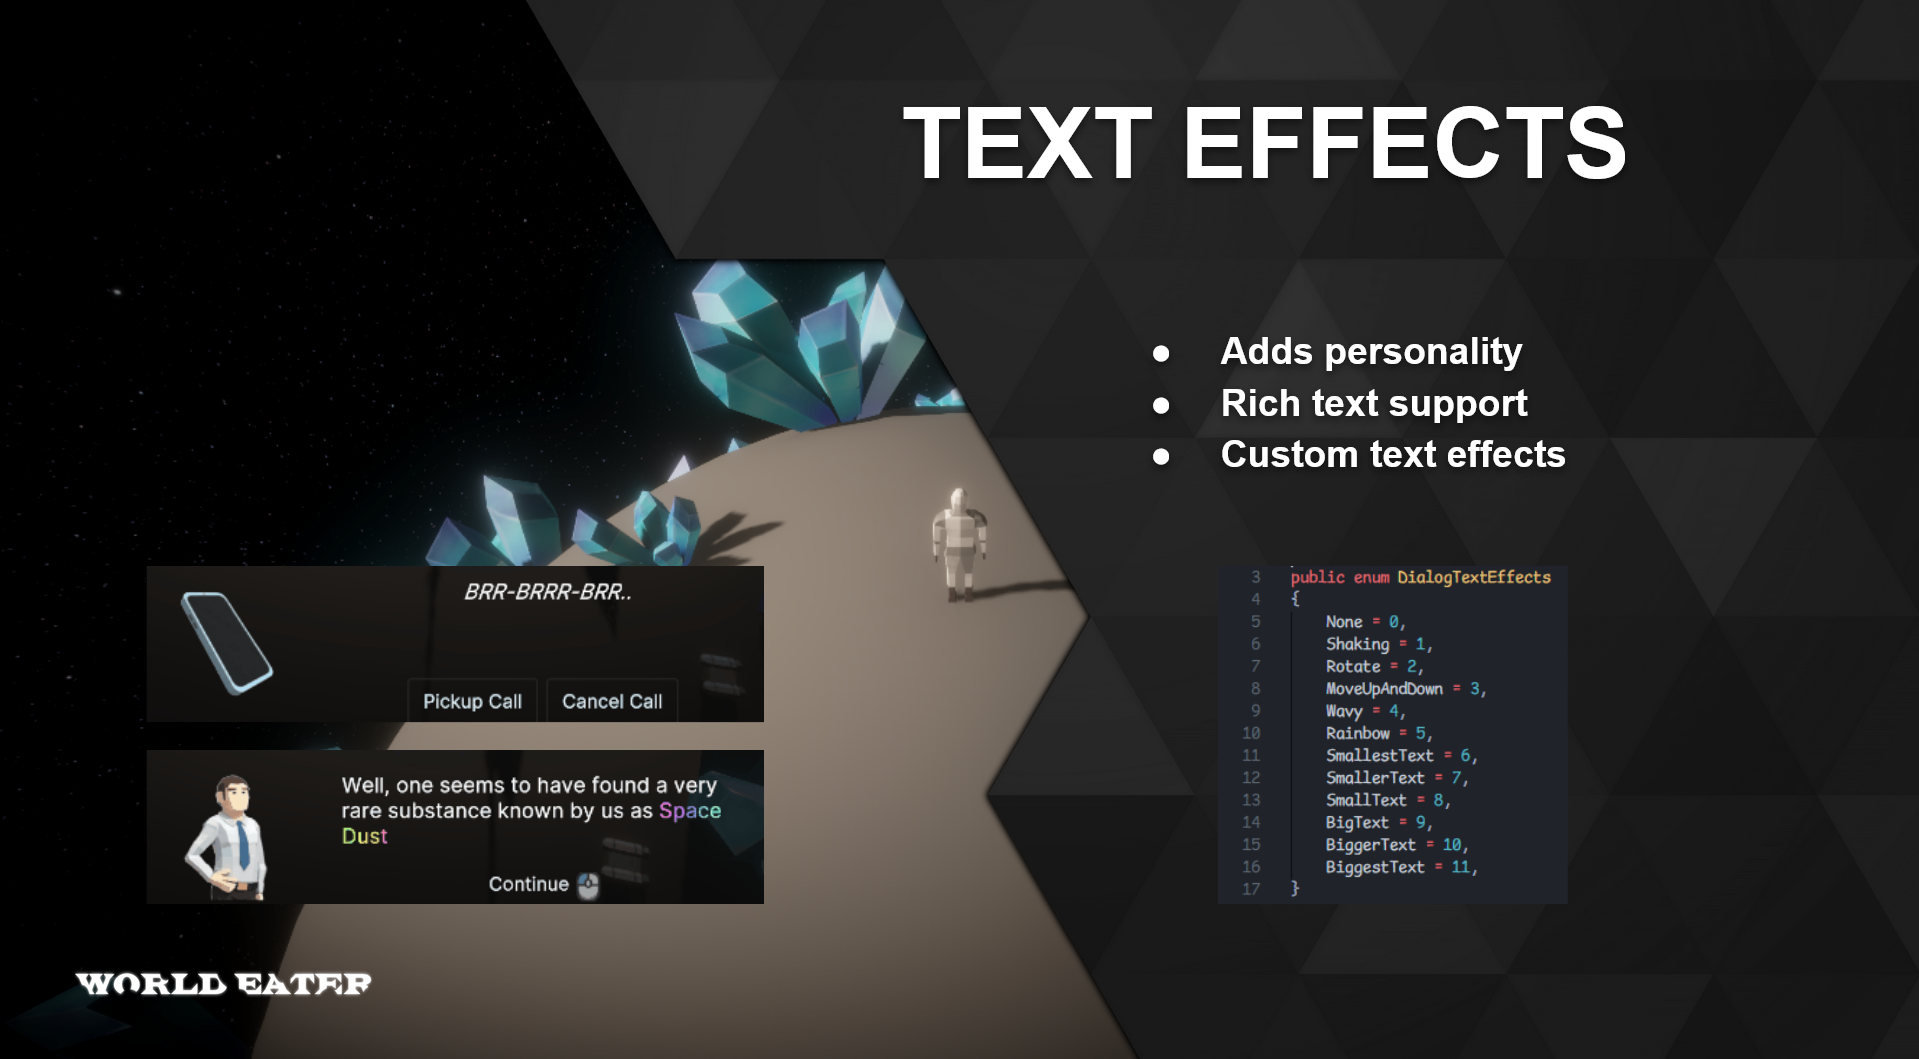 TEXT EFFECTS
● Adds personality
● Rich text support
● Custom text effects
BRR-BRRR-BRR..
Pickup Call
Cancel Call
Well, one seems to have found a very
rare substance known by us as Space
Dust
Continue
3 public enum DialogTextEffects
4 {
5 None = 0,
6 Shaking = 1,
7 Rotate = 2,
8 MoveUpAndDown = 3,
9 Wavy = 4,
10 Rainbow = 5,
11 SmallestText = 6,
12 SmallerText = 7,
13 SmallText = 8,
14 BigText = 9,
15 BiggerText = 10,
16 BiggestText = 11,
17 }
WORLD EATER